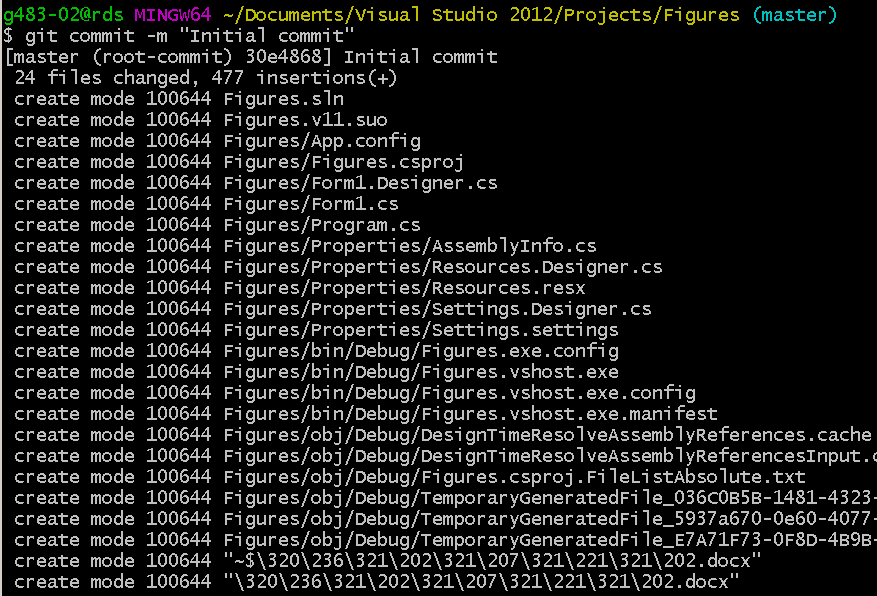 g483-02@rds MINGW64 ~/Documents/Visual Studio 2012/Projects/Figures (master)
$ git commit -m "Initial commit"
[master (root-commit) 30e4868] Initial commit
 24 files changed, 477 insertions(+)
 create mode 100644 Figures.sln
 create mode 100644 Figures.v11.suo
 create mode 100644 Figures/App.config
 create mode 100644 Figures/Figures.csproj
 create mode 100644 Figures/Form1.Designer.cs
 create mode 100644 Figures/Form1.cs
 create mode 100644 Figures/Program.cs
 create mode 100644 Figures/Properties/AssemblyInfo.cs
 create mode 100644 Figures/Properties/Resources.Designer.cs
 create mode 100644 Figures/Properties/Resources.resx
 create mode 100644 Figures/Properties/Settings.Designer.cs
 create mode 100644 Figures/Properties/Settings.settings
 create mode 100644 Figures/bin/Debug/Figures.exe.config
 create mode 100644 Figures/bin/Debug/Figures.vshost.exe
 create mode 100644 Figures/bin/Debug/Figures.vshost.exe.config
 create mode 100644 Figures/bin/Debug/Figures.vshost.exe.manifest
 create mode 100644 Figures/obj/Debug/DesignTimeResolveAssemblyReferences.cache
 create mode 100644 Figures/obj/Debug/DesignTimeResolveAssemblyReferencesInput.c
 create mode 100644 Figures/obj/Debug/Figures.csproj.FileListAbsolute.txt
 create mode 100644 Figures/obj/Debug/TemporaryGeneratedFile_036C0B5B-1481-4323-
 create mode 100644 Figures/obj/Debug/TemporaryGeneratedFile_5937a670-0e60-4077-
 create mode 100644 Figures/obj/Debug/TemporaryGeneratedFile_E7A71F73-0F8D-4B9B-
 create mode 100644 "~$\320\236\321\202\321\207\321\221\321\202.docx"
 create mode 100644 "\320\236\321\202\321\207\321\221\321\202.docx"